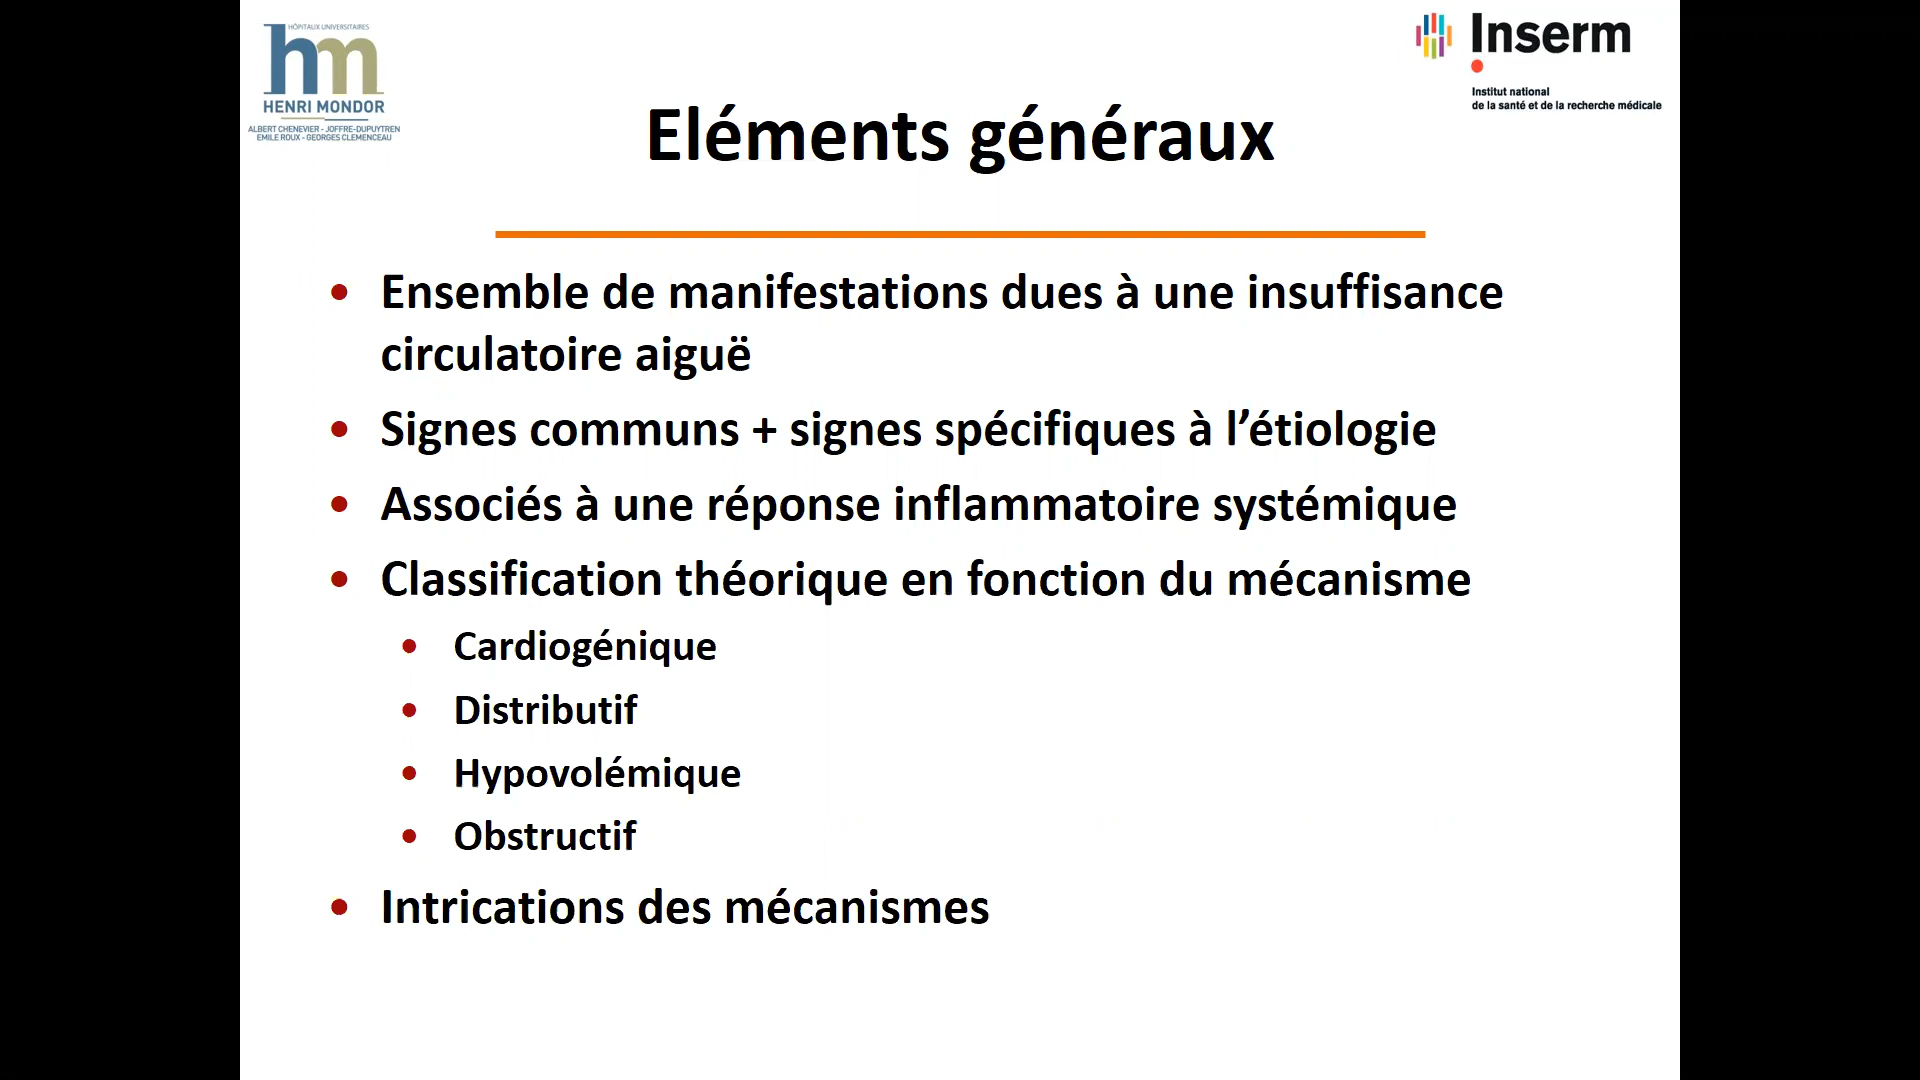 HÔPITAUX UNIVERSITAIRES
hm
HENRI MONDOR
ALBERT CHENEVIER - JOFFRE-DUPUYTREN
EMILE ROUX - GEORGES CLEMENCEAU
Inserm
Institut national
de la santé et de la recherche médicale
Eléments généraux
• Ensemble de manifestations dues à une insuffisance
circulatoire aiguë
• Signes communs + signes spécifiques à l’étiologie
• Associés à une réponse inflammatoire systémique
• Classification théorique en fonction du mécanisme
• Cardiogénique
• Distributif
• Hypovolémique
• Obstructif
• Intrications des mécanismes